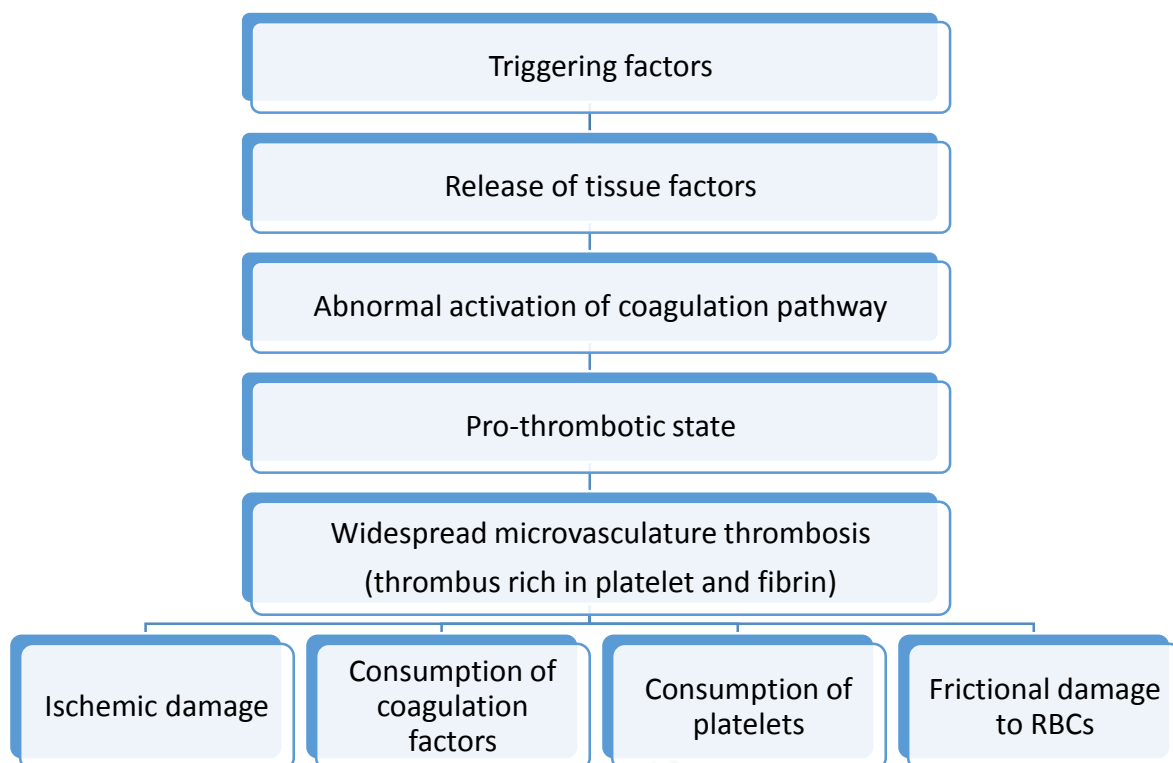 Triggering factors
Release of tissue factors
Abnormal activation of coagulation pathway
Pro-thrombotic state
Widespread microvasculature thrombosis
(thrombus rich in platelet and fibrin)
Ischemic damage
Consumption of
coagulation
factors
Consumption of
platelets
Frictional damage
to RBCs